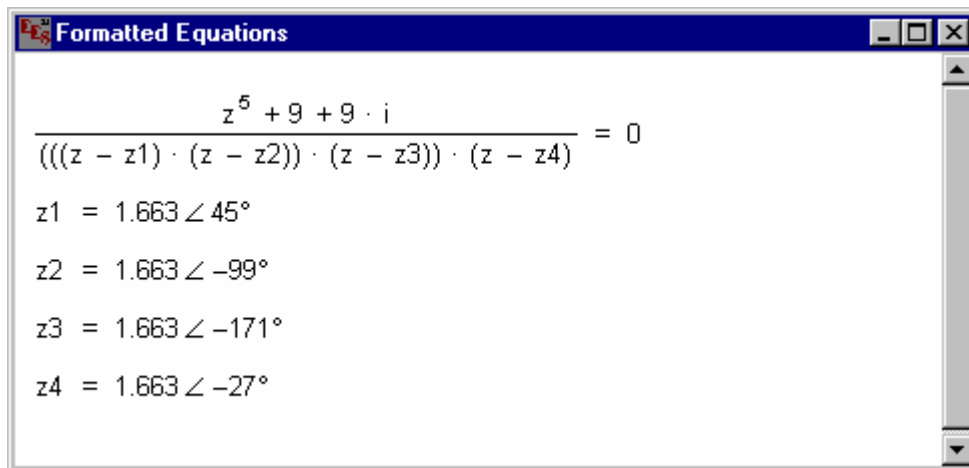 EES Formatted Equations
z^5 + 9 + 9 · i
(((z – z1) · (z – z2)) · (z – z3)) · (z – z4) = 0
z1 = 1.663 ∠ 45°
z2 = 1.663 ∠ –99°
z3 = 1.663 ∠ –171°
z4 = 1.663 ∠ –27°